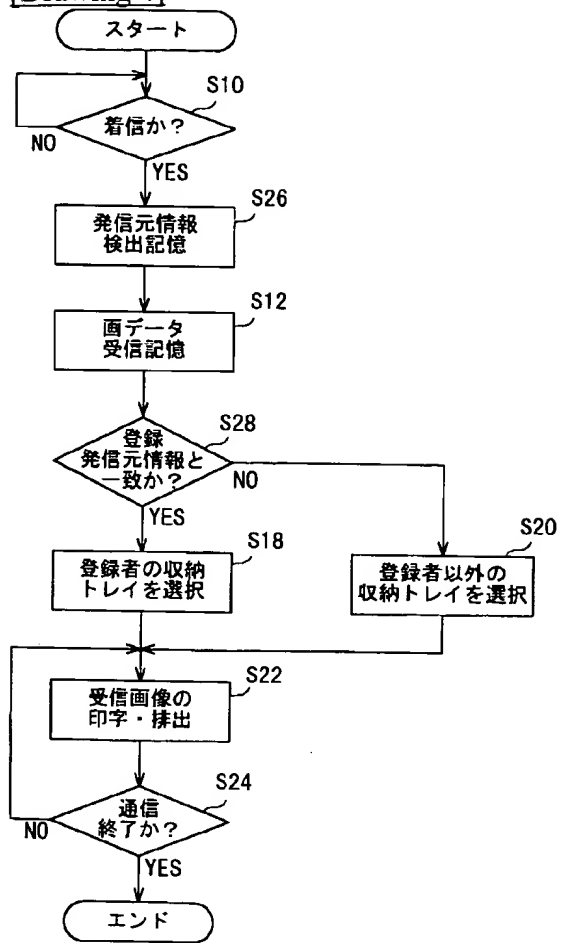 スタート
S10
着信か?
NO
YES
S26
発信元情報
検出記憶
S12
画データ
受信記憶
S28
登録
発信元情報と
一致か?
NO
YES
S18
登録者の収納
トレイを選択
S20
登録者以外の
収納トレイを選択
S22
受信画像の
印字・排出
S24
通信
終了か?
NO
YES
エンド